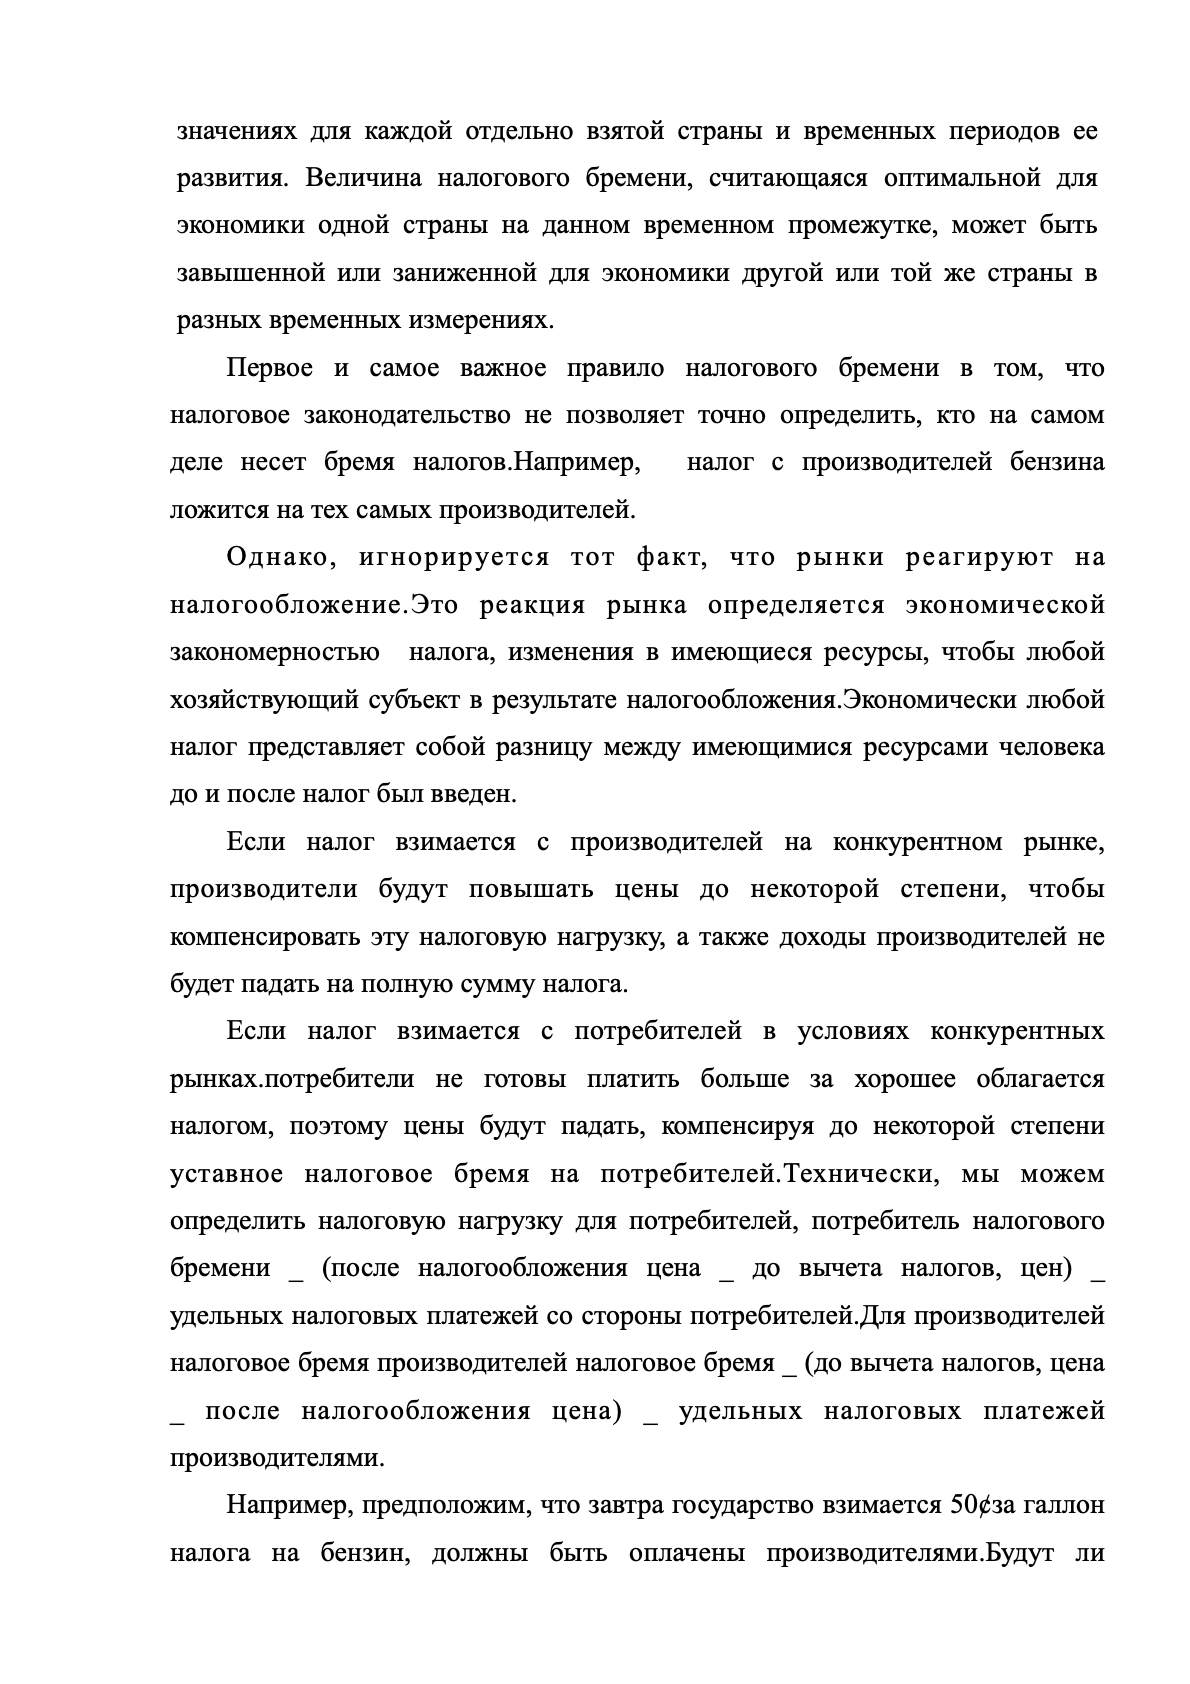 значениях для каждой отдельно взятой страны и временных периодов ее
развития. Величина налогового бремени, считающаяся оптимальной для
экономики одной страны на данном временном промежутке, может быть
завышенной или заниженной для экономики другой или той же страны в
разных временных измерениях.
Первое и самое важное правило налогового бремени в том, что
налоговое законодательство не позволяет точно определить, кто на самом
деле несет бремя налогов.Например, налог с производителей бензина
ложится на тех самых производителей.
Однако, игнорируется тот факт, что рынки реагируют на
налогообложение.Это реакция рынка определяется экономической
закономерностью налога, изменения в имеющиеся ресурсы, чтобы любой
хозяйствующий субъект в результате налогообложения.Экономически любой
налог представляет собой разницу между имеющимися ресурсами человека
до и после налог был введен.
Если налог взимается с производителей на конкурентном рынке,
производители будут повышать цены до некоторой степени, чтобы
компенсировать эту налоговую нагрузку, а также доходы производителей не
будет падать на полную сумму налога.
Если налог взимается с потребителей в условиях конкурентных
рынках.потребители не готовы платить больше за хорошее облагается
налогом, поэтому цены будут падать, компенсируя до некоторой степени
уставное налоговое бремя на потребителей.Технически, мы можем
определить налоговую нагрузку для потребителей, потребитель налогового
бремени _ (после налогообложения цена _ до вычета налогов, цен) _
удельных налоговых платежей со стороны потребителей.Для производителей
налоговое бремя производителей налоговое бремя _ (до вычета налогов, цена
_ после налогообложения цена) _ удельных налоговых платежей
производителями.
Например, предположим, что завтра государство взимается 50¢за галлон
налога на бензин, должны быть оплачены производителями.Будут ли